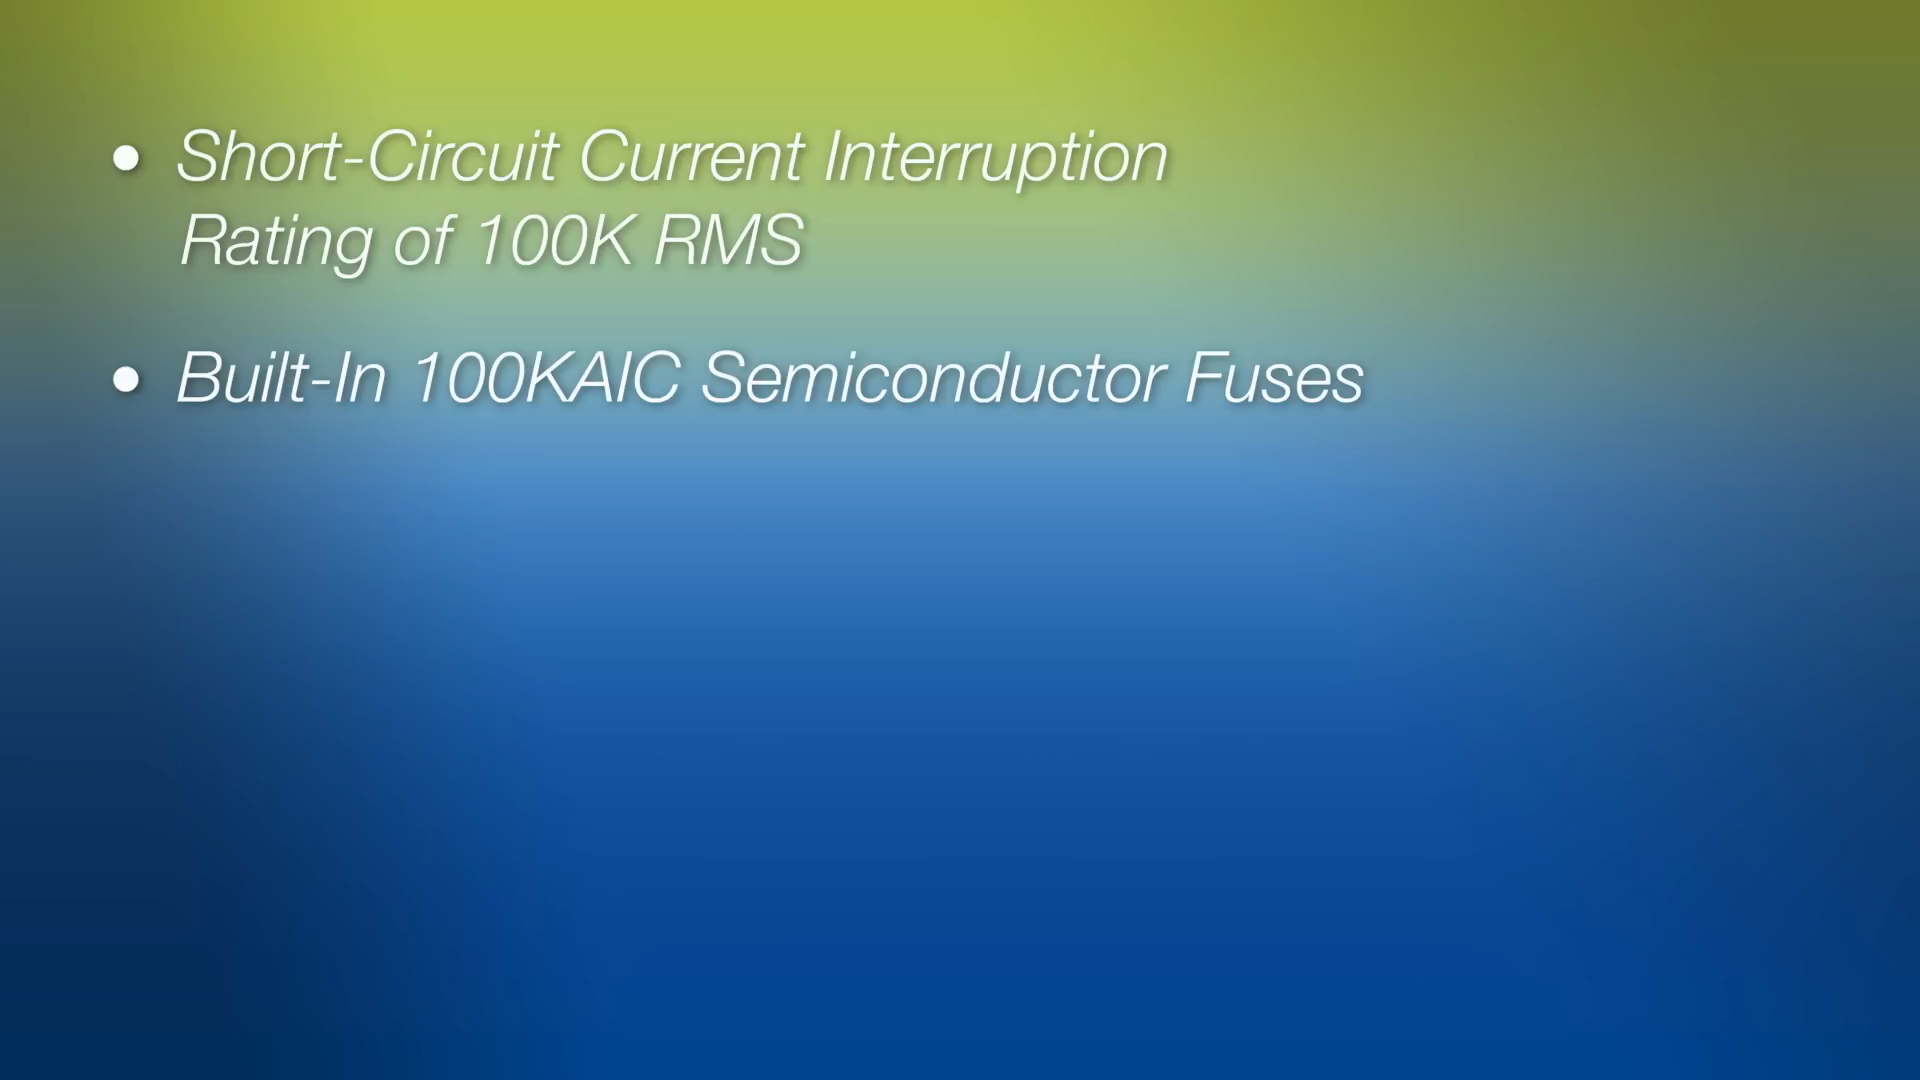 • Short-Circuit Current Interruption
Rating of 100K RMS
• Built-In 100KAIC Semiconductor Fuses